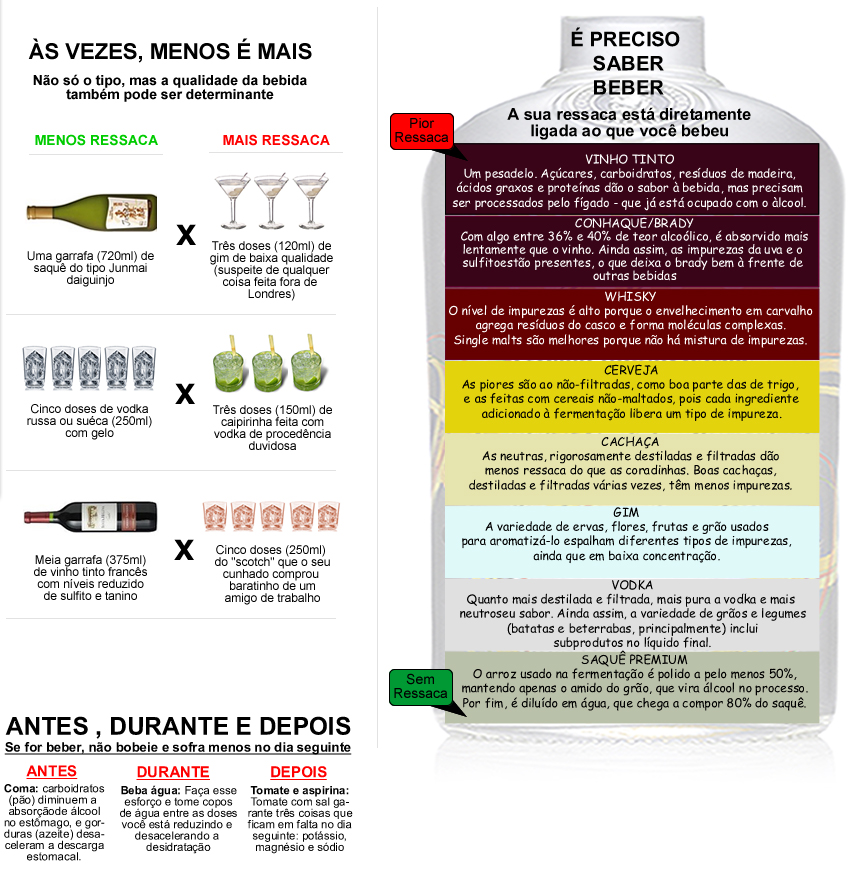 ÀS VEZES, MENOS É MAIS
Não só o tipo, mas a qualidade da bebida
também pode ser determinante
MENOS RESSACA
MAIS RESSACA
Uma garrafa (720ml) de
saquê do tipo Junmai
daiguinjo
X
Três doses (120ml) de
gim de baixa qualidade
(suspeite de qualquer
coisa feita fora de
Londres)
Cinco doses de vodka
russa ou suéca (250ml)
com gelo
X
Três doses (150ml) de
caipirinha feita com
vodka de procedência
duvidosa
Meia garrafa (375ml)
de vinho tinto francês
com níveis reduzido
de sulfito e tanino
X
Cinco doses (250ml)
do "scotch" que o seu
cunhado comprou
baratinho de um
amigo de trabalho
ANTES , DURANTE E DEPOIS
Se for beber, não bobeie e sofra menos no dia seguinte
ANTES
Coma: carboidratos
(pão) diminuem a
absorçãode álcool
no estômago, e gor-
duras (azeite) desa-
celeram a descarga
estomacal.
DURANTE
Beba água: Faça esse
esforço e tome copos
de água entre as doses
você está reduzindo e
desacelerando a
desidratação
DEPOIS
Tomate e aspirina:
Tomate com sal ga-
rante três coisas que
ficam em falta no dia
seguinte: potássio,
magnésio e sódio
É PRECISO
SABER
BEBER
A sua ressaca está diretamente
ligada ao que você bebeu
Pior
Ressaca
VINHO TINTO
Um pesadelo. Açúcares, carboidratos, resíduos de madeira,
ácidos graxos e proteínas dão o sabor à bebida, mas precisam
ser processados pelo fígado - que já está ocupado com o àlcool.
CONHAQUE/BRADY
Com algo entre 36% e 40% de teor alcoólico, é absorvido mais
lentamente que o vinho. Ainda assim, as impurezas da uva e o
sulfitoestão presentes, o que deixa o brady bem à frente de
outras bebidas
WHISKY
O nível de impurezas é alto porque o envelhecimento em carvalho
agrega resíduos do casco e forma moléculas complexas.
Single malts são melhores porque não há mistura de impurezas.
CERVEJA
As piores são ao não-filtradas, como boa parte das de trigo,
e as feitas com cereais não-maltados, pois cada ingrediente
adicionado à fermentação libera um tipo de impureza.
CACHAÇA
As neutras, rigorosamente destiladas e filtradas dão
menos ressaca do que as coradinhas. Boas cachaças,
destiladas e filtradas várias vezes, têm menos impurezas.
GIM
A variedade de ervas, flores, frutas e grão usados
para aromatizá-lo espalham diferentes tipos de impurezas,
ainda que em baixa concentração.
VODKA
Quanto mais destilada e filtrada, mais pura a vodka e mais
neutroseu sabor. Ainda assim, a variedade de grãos e legumes
(batatas e beterrabas, principalmente) inclui
subprodutos no líquido final.
Sem
Ressaca
SAQUÊ PREMIUM
O arroz usado na fermentação é polido a pelo menos 50%,
mantendo apenas o amido do grão, que vira álcool no processo.
Por fim, é diluído em água, que chega a compor 80% do saquê.